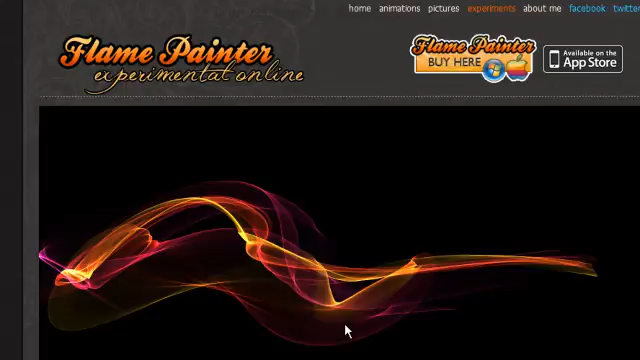 home animations pictures experiments about me facebook twitter
Flame Painter
experimental online
Flame Painter
BUY HERE
Available on the
App Store